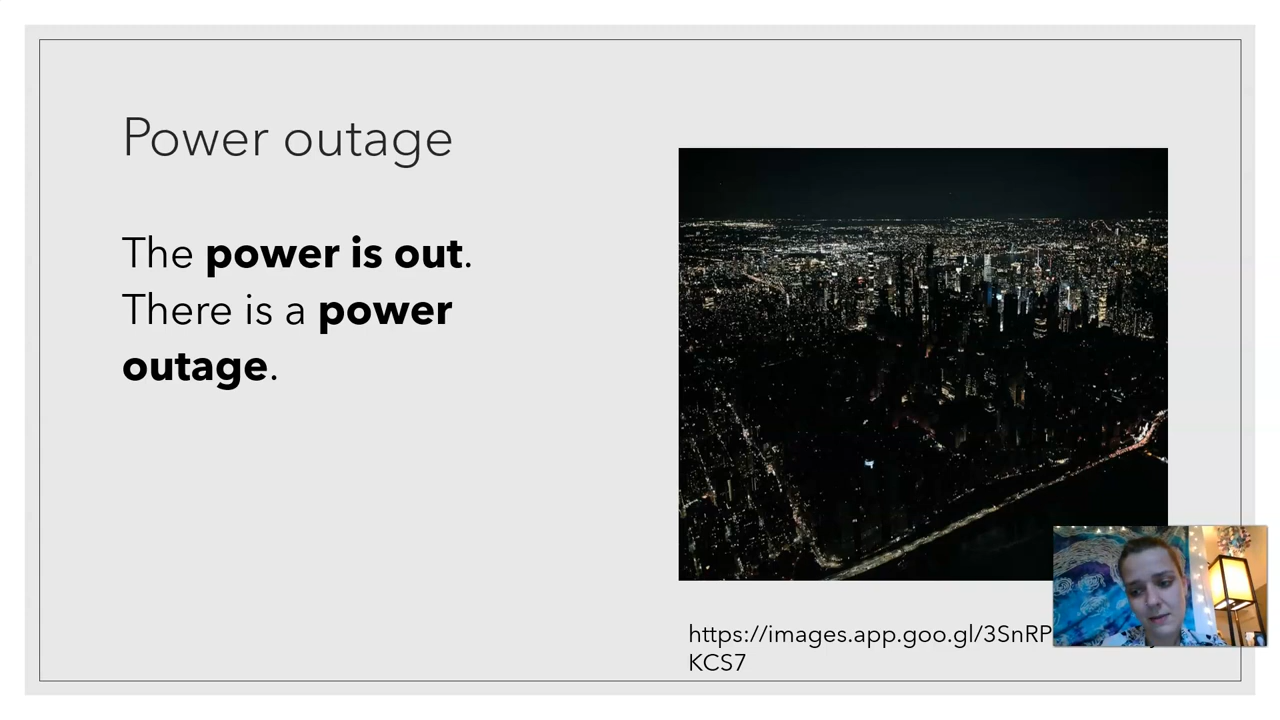 Power outage
The power is out.
There is a power
outage.
https://images.app.goo.gl/3SnRP
KCS7